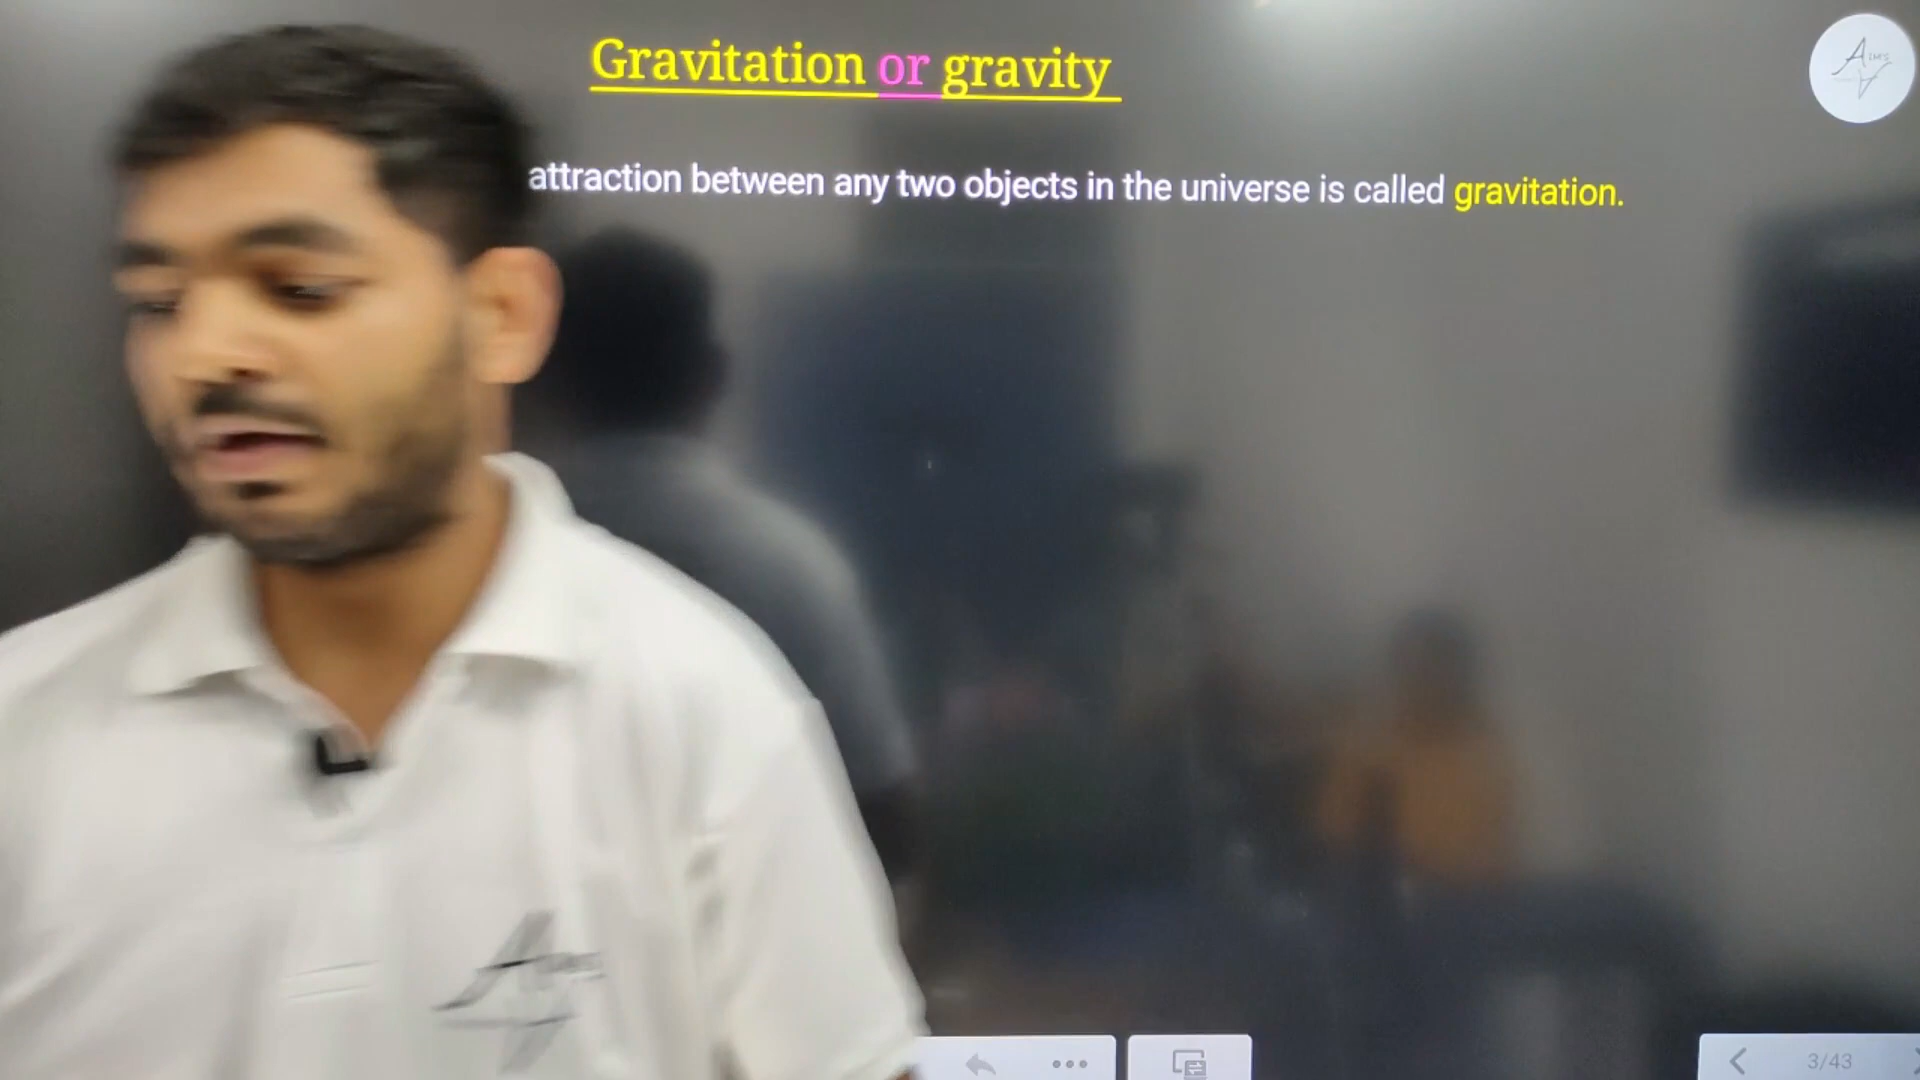 Gravitation or gravity
attraction between any two objects in the universe is called gravitation.
3/43